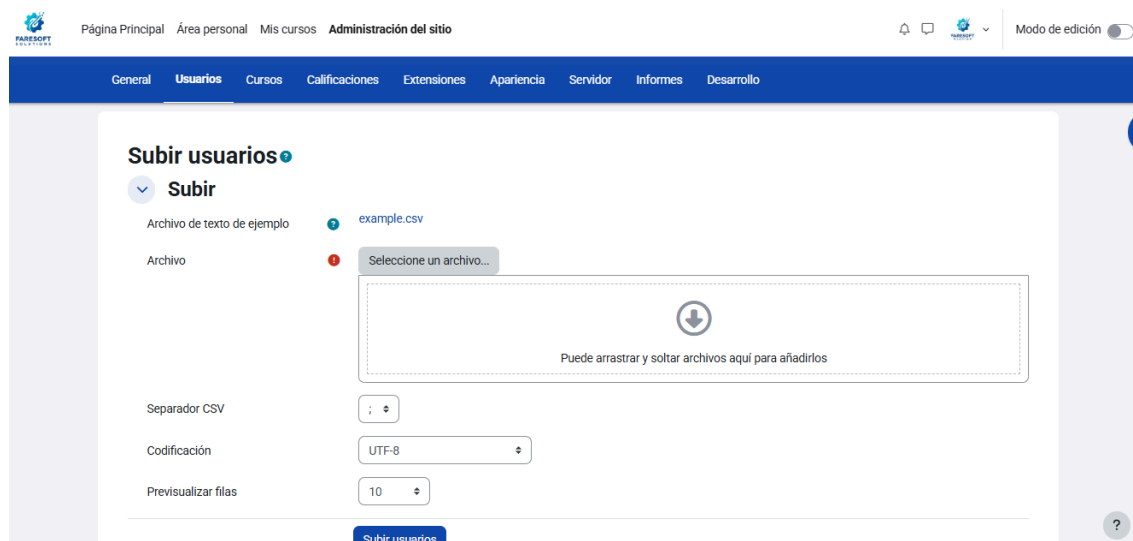 FARESOFT
SOLUTIONS
Página Principal Área personal Mis cursos Administración del sitio
Modo de edición
General Usuarios Cursos Calificaciones Extensiones Apariencia Servidor Informes Desarrollo
Subir usuarios ?
Subir
Archivo de texto de ejemplo ? example.csv
Archivo ! Seleccione un archivo...
Puede arrastrar y soltar archivos aquí para añadirlos
Separador CSV ;
Codificación UTF-8
Previsualizar filas 10
Subir usuarios
?